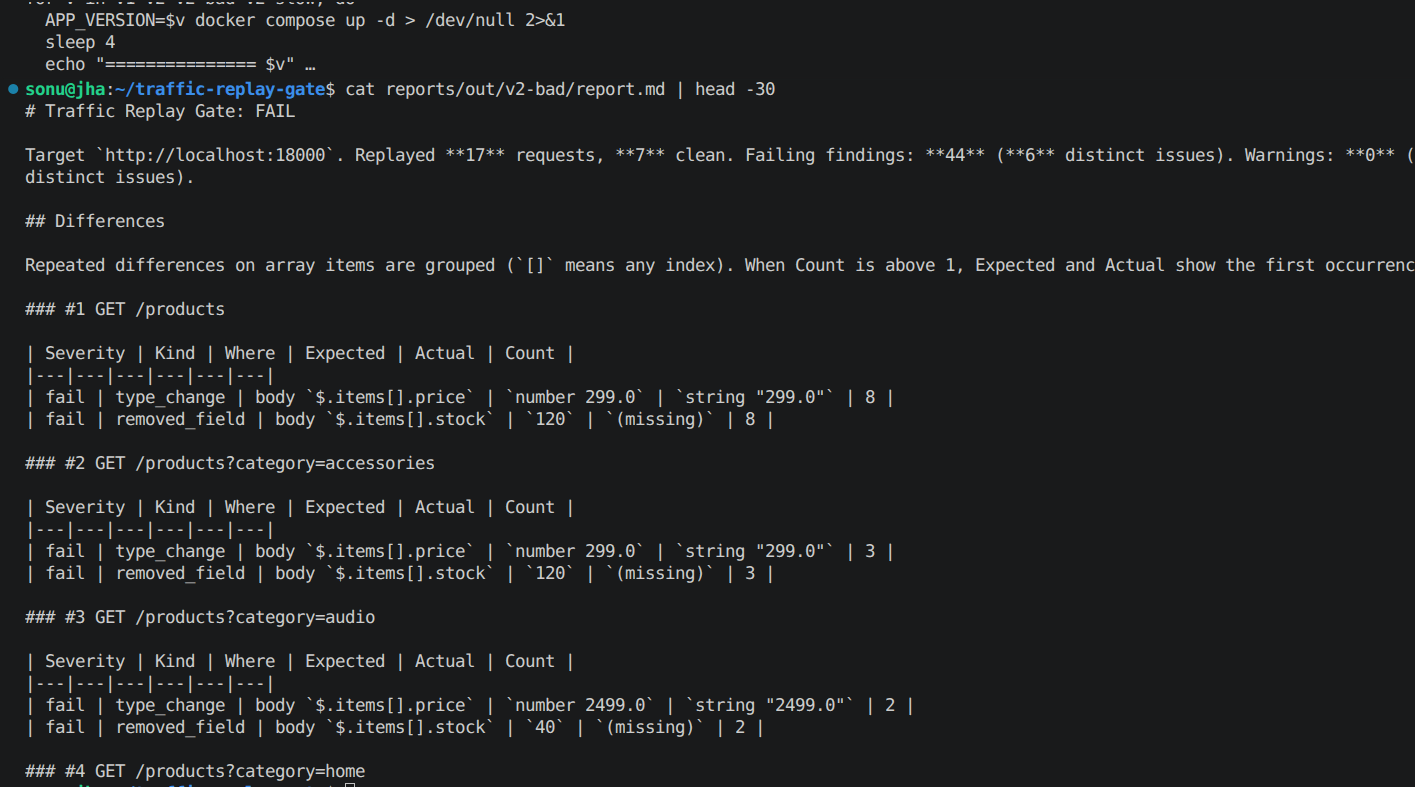 APP_VERSION=$v docker compose up -d > /dev/null 2>&1
sleep 4
echo "=============== $v" …
sonu@jha:~/traffic-replay-gate$ cat reports/out/v2-bad/report.md | head -30
# Traffic Replay Gate: FAIL
Target `http://localhost:18000`. Replayed **17** requests, **7** clean. Failing findings: **44** (**6** distinct issues). Warnings: **0** (
distinct issues).
## Differences
Repeated differences on array items are grouped (`[]` means any index). When Count is above 1, Expected and Actual show the first occurrenc
### #1 GET /products
| Severity | Kind | Where | Expected | Actual | Count |
|---|---|---|---|---|---|
| fail | type_change | body `$.items[].price` | `number 299.0` | `string "299.0"` | 8 |
| fail | removed_field | body `$.items[].stock` | `120` | `(missing)` | 8 |
### #2 GET /products?category=accessories
| Severity | Kind | Where | Expected | Actual | Count |
|---|---|---|---|---|---|
| fail | type_change | body `$.items[].price` | `number 299.0` | `string "299.0"` | 3 |
| fail | removed_field | body `$.items[].stock` | `120` | `(missing)` | 3 |
### #3 GET /products?category=audio
| Severity | Kind | Where | Expected | Actual | Count |
|---|---|---|---|---|---|
| fail | type_change | body `$.items[].price` | `number 2499.0` | `string "2499.0"` | 2 |
| fail | removed_field | body `$.items[].stock` | `40` | `(missing)` | 2 |
### #4 GET /products?category=home